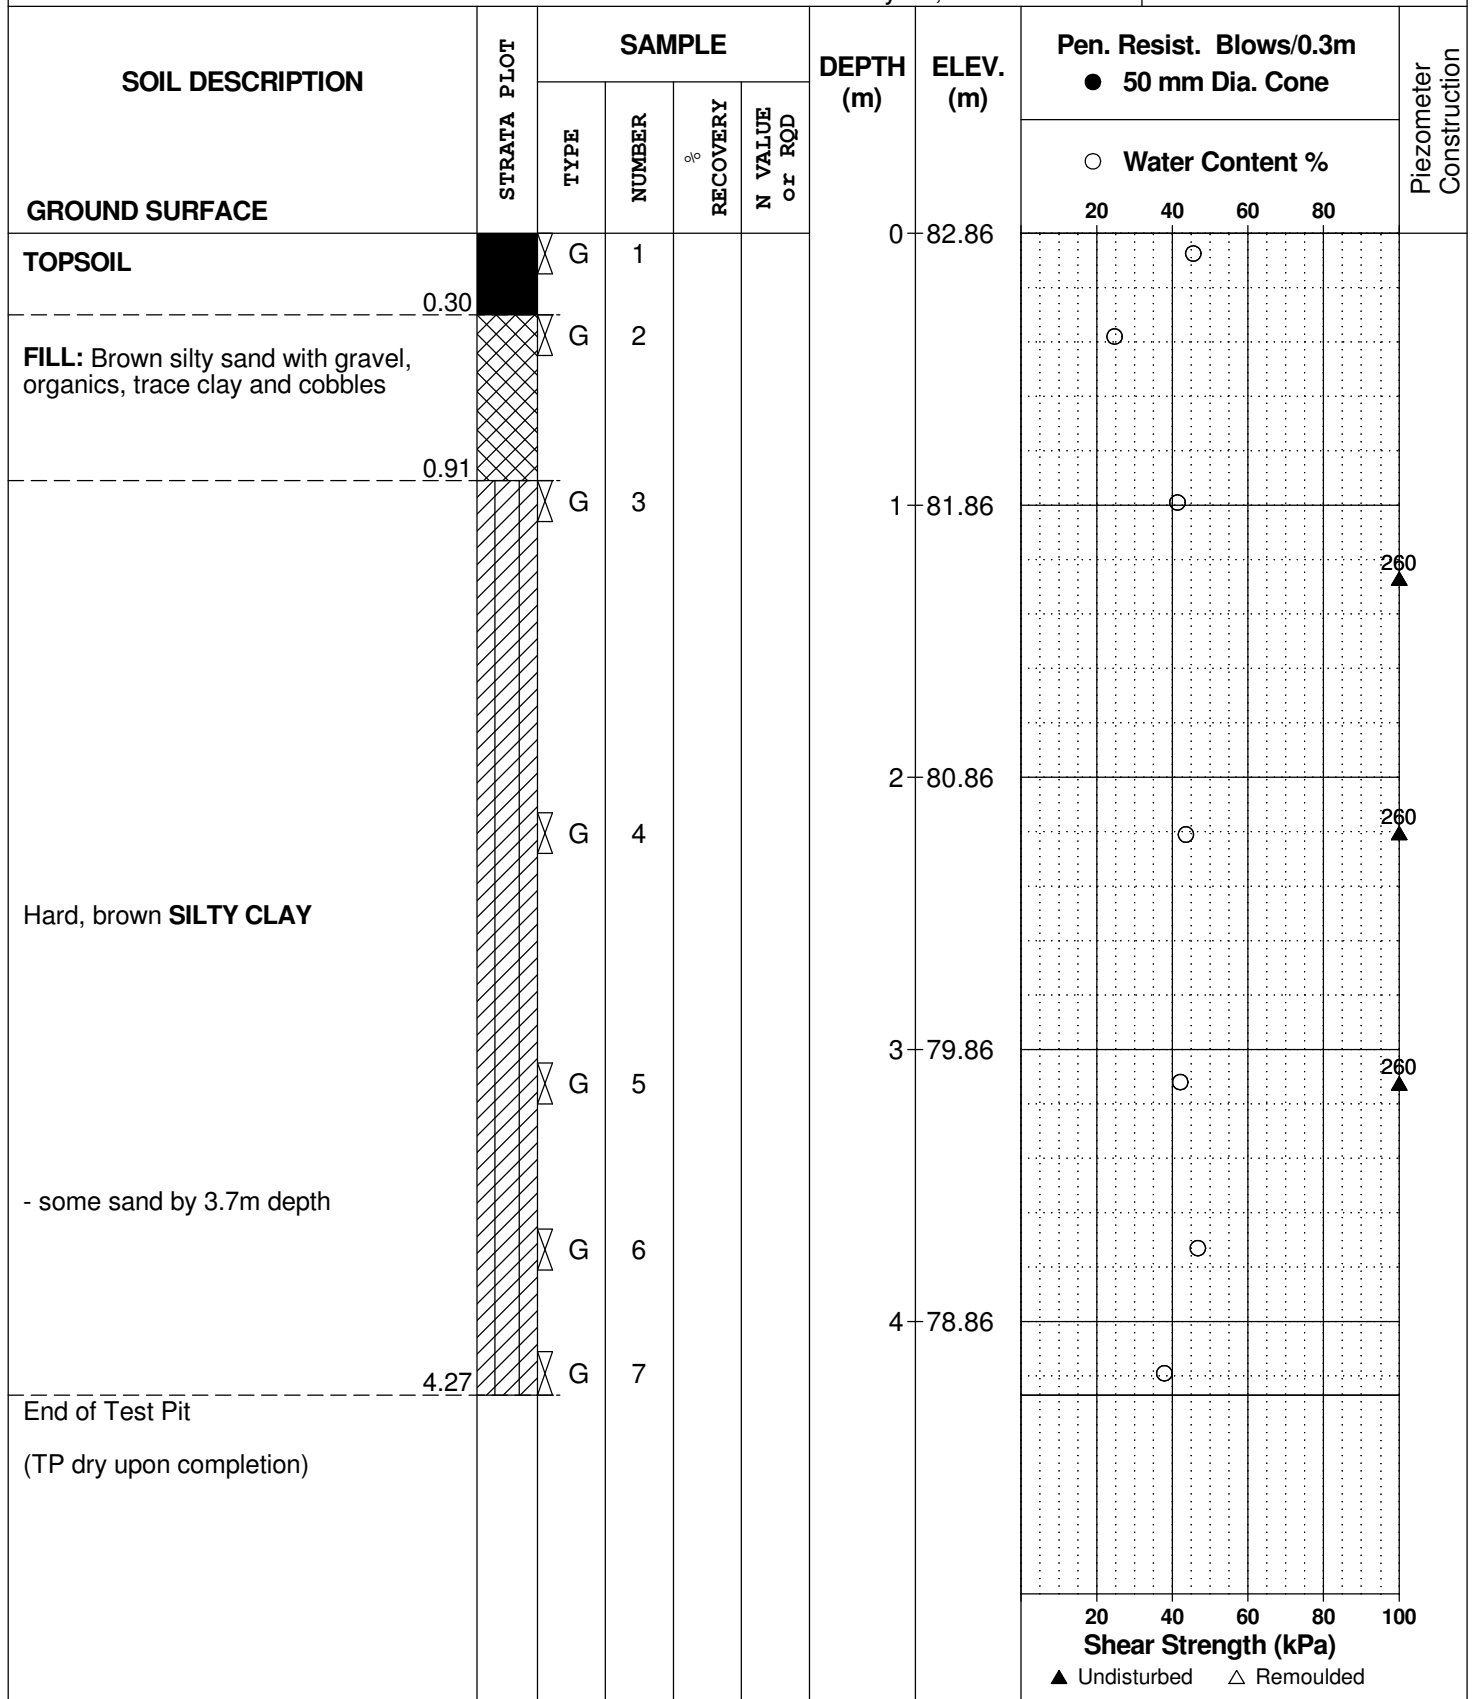 SOIL DESCRIPTION
GROUND SURFACE
STRATA PLOT
SAMPLE
TYPE
NUMBER
% RECOVERY
N VALUE or RQD
DEPTH (m)
ELEV. (m)
Pen. Resist. Blows/0.3m
● 50 mm Dia. Cone
○ Water Content %
20 40 60 80
Piezometer Construction
0 82.86
TOPSOIL
G 1
0.30
G 2
FILL: Brown silty sand with gravel,
organics, trace clay and cobbles
0.91
G 3
1 81.86
260
2 80.86
260
G 4
Hard, brown SILTY CLAY
3 79.86
260
G 5
- some sand by 3.7m depth
G 6
4 78.86
G 7
4.27
End of Test Pit
(TP dry upon completion)
20 40 60 80 100
Shear Strength (kPa)
▲ Undisturbed △ Remoulded